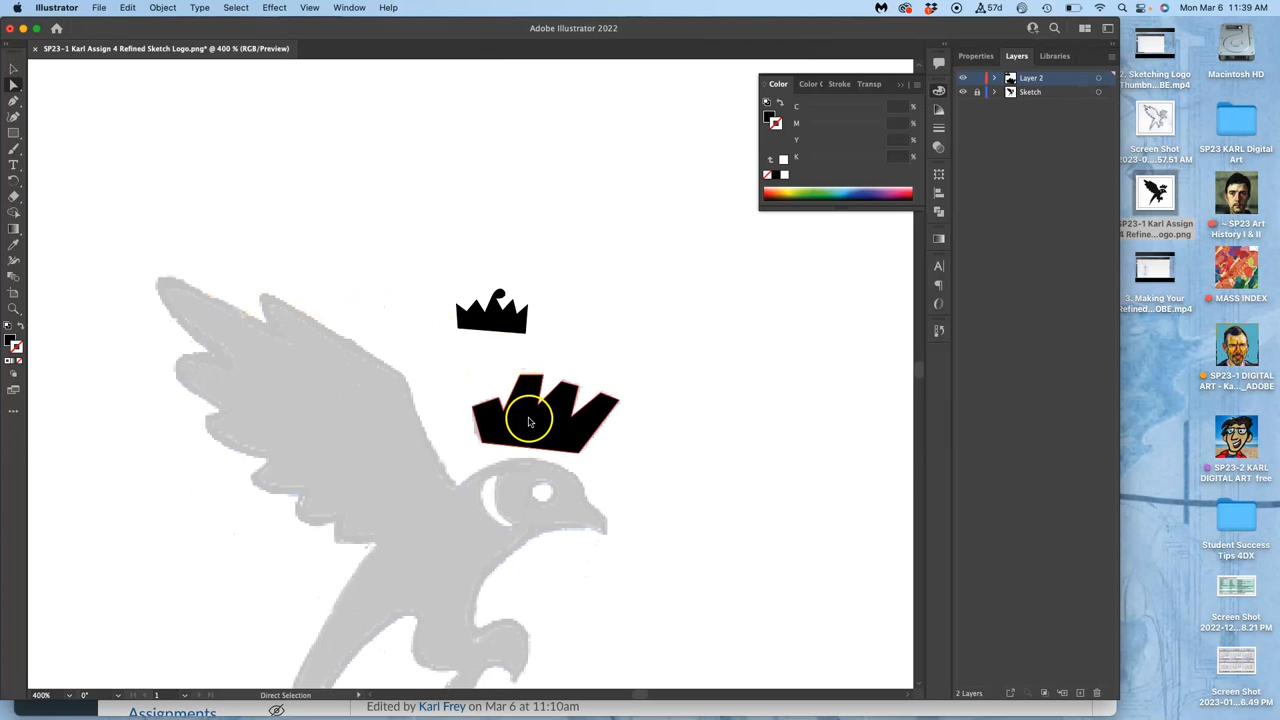 Illustrator File Edit Object Type Select Effect View Window Help
57d Mon Mar 6 11:39 AM
Adobe Illustrator 2022
× SP23-1 Karl Assign 4 Refined Sketch Logo.png* @ 400 % (RGB/Preview)
Color Color Stroke Transp
C %
M %
Y %
K %
Properties Layers Libraries
Layer 2
Sketch
2. Sketching Logo
Thumbn...BE.mp4
Macintosh HD
Screen Shot
2023-0....57.51 AM
SP23 KARL Digital
Art
SP23-1 Karl Assign
4 Refine...ogo.png
~ SP23 Art
History I & II
3. Making Your
Refined...OBE.mp4
MASS INDEX
SP23-1 DIGITAL
ART - Ka..._ADOBE
SP23-2 KARL
DIGITAL ART free
Student Success
Tips 4DX
Screen Shot
2022-12...8.21 PM
Screen Shot
2023-01...6.49 PM
400% 0° 1 Direct Selection
2 Layers
Assignments
Edited by Karl Frey on Mar 6 at 11:10am